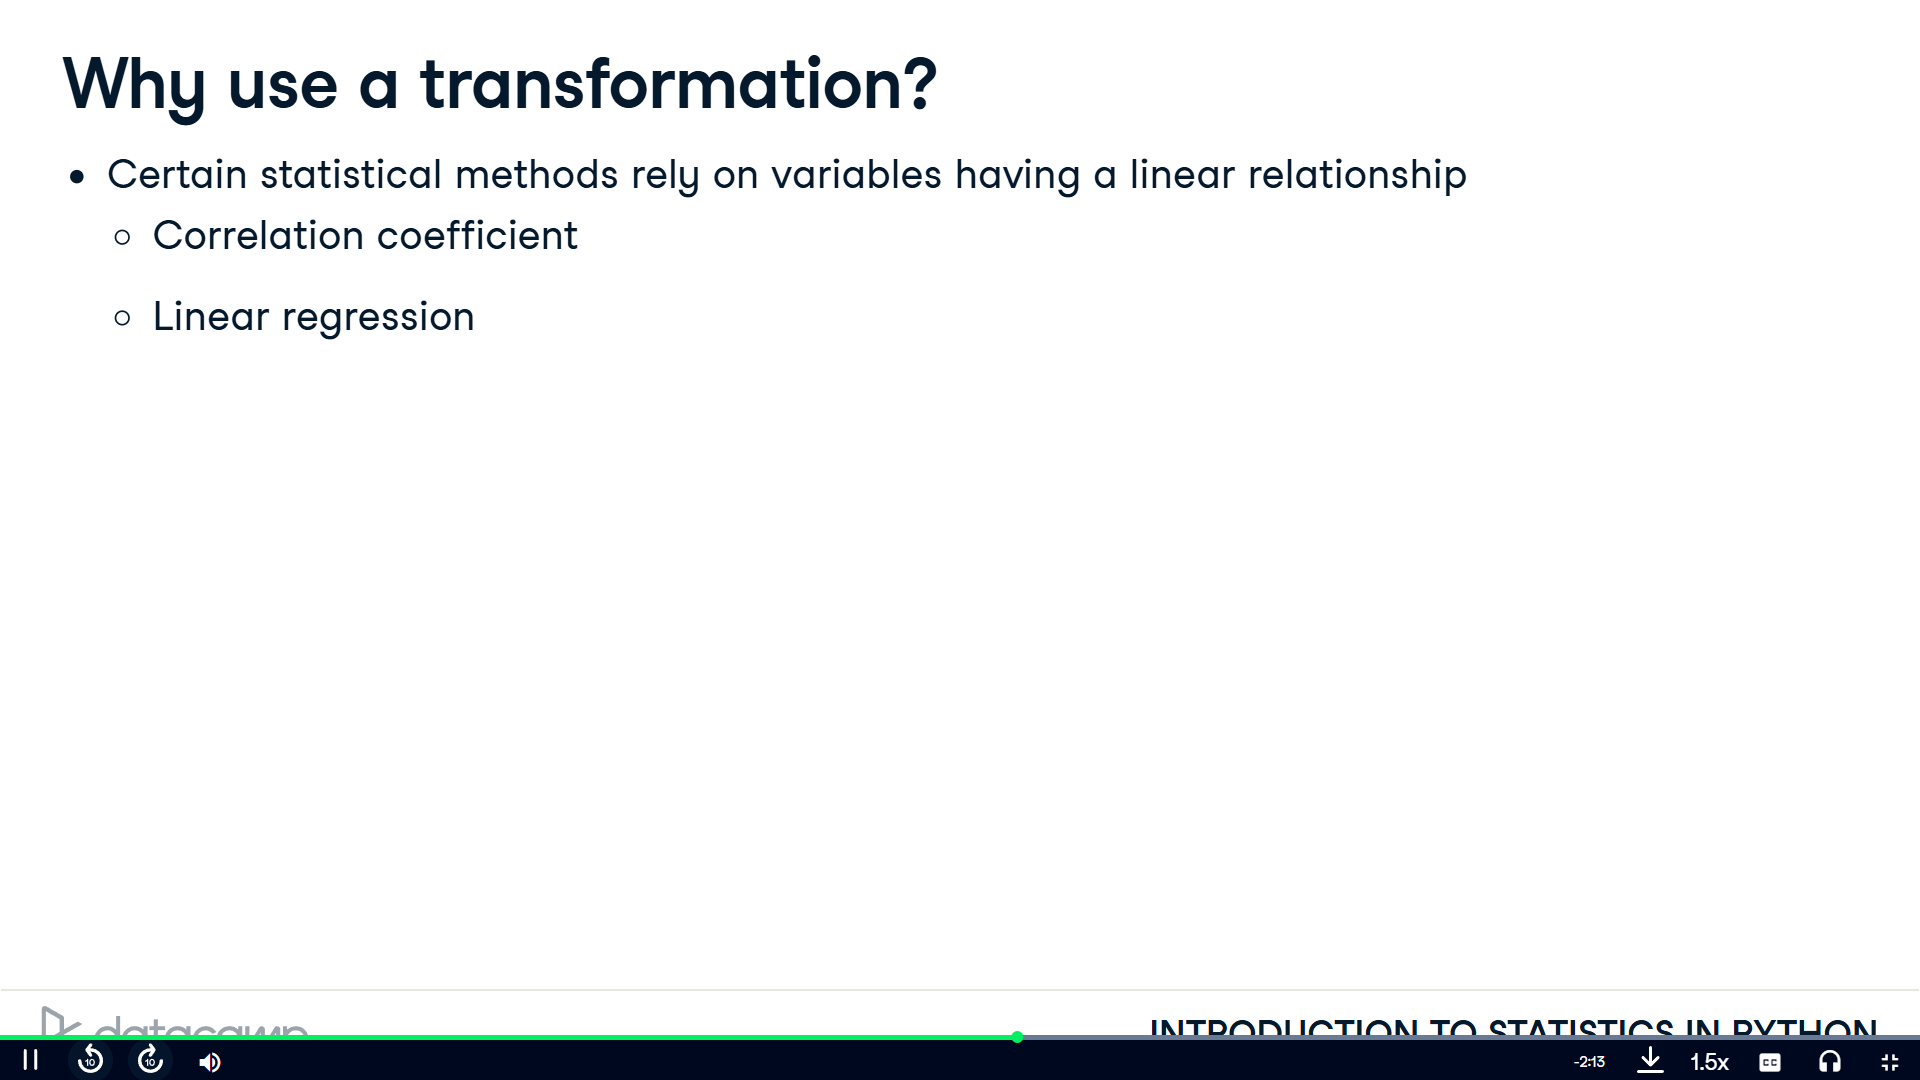 Why use a transformation?
• Certain statistical methods rely on variables having a linear relationship
○ Correlation coefficient
○ Linear regression
datacamp
INTRODUCTION TO STATISTICS IN PYTHON
10 10 -2:13 1.5x CC